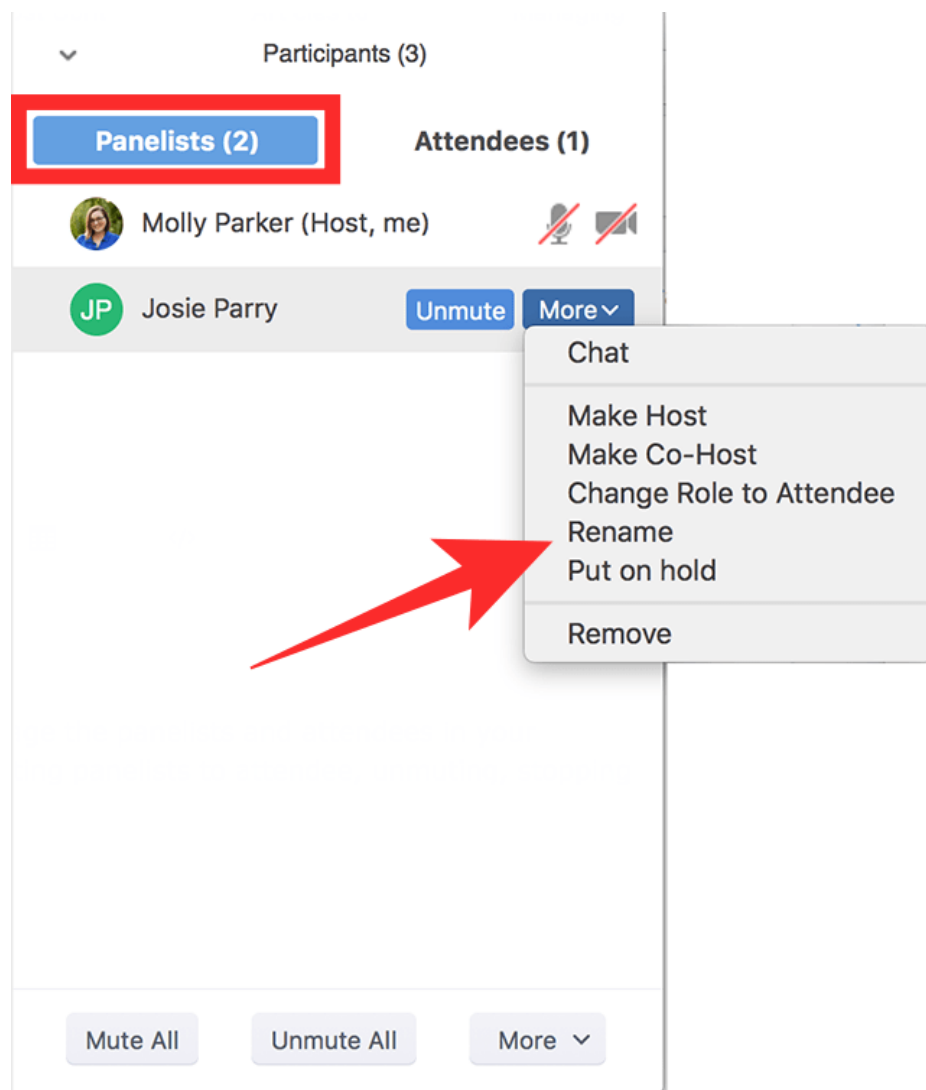 Participants (3)
Panelists (2) Attendees (1)
Molly Parker (Host, me)
JP Josie Parry Unmute More
Chat
Make Host
Make Co-Host
Change Role to Attendee
Rename
Put on hold
Remove
Mute All Unmute All More